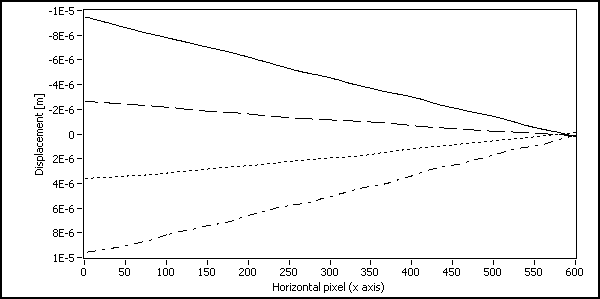 -1E-5
-8E-6
-6E-6
-4E-6
-2E-6
0
2E-6
4E-6
6E-6
8E-6
1E-5
Displacement [m]
0 50 100 150 200 250 300 350 400 450 500 550 600
Horizontal pixel (x axis)